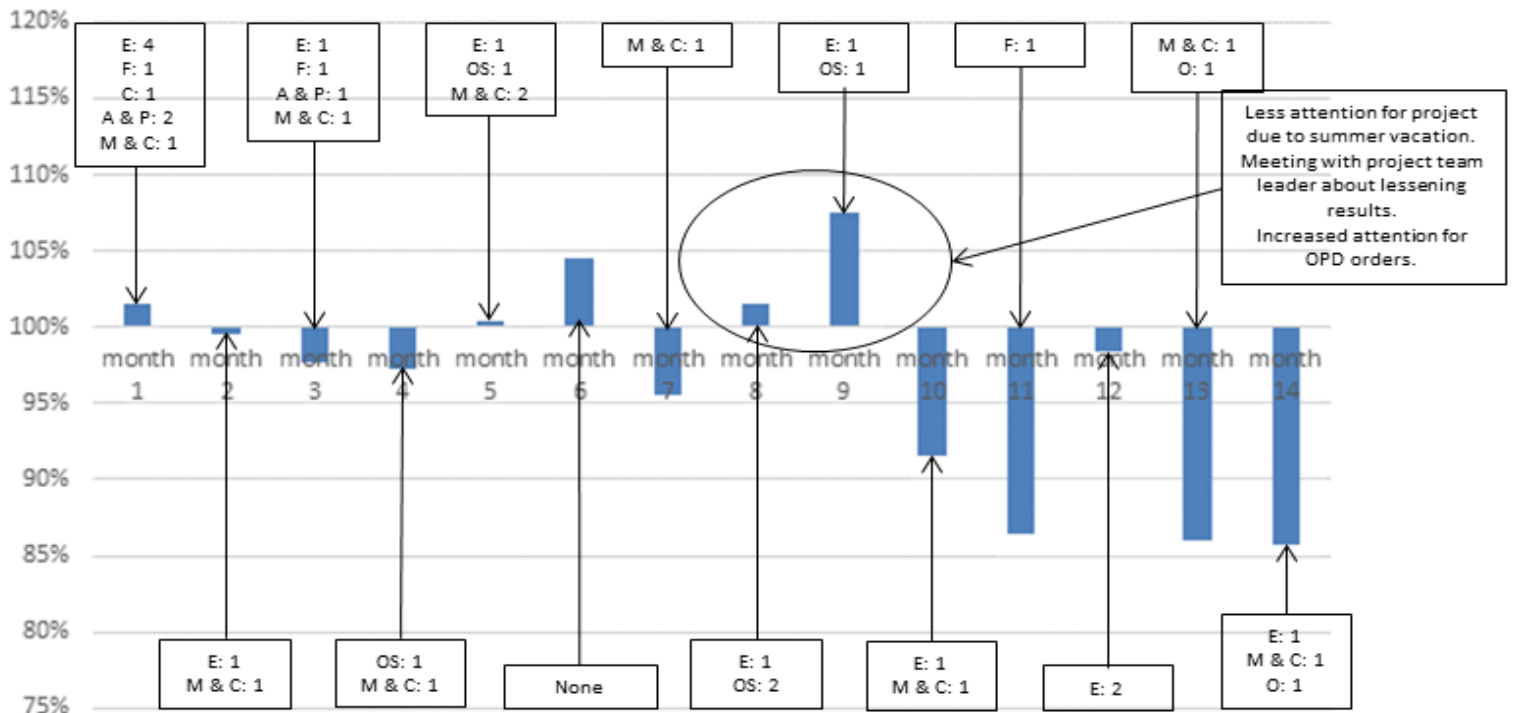 120%
115%
110%
105%
100%
95%
90%
85%
80%
75%
E: 4
F: 1
C: 1
A & P: 2
M & C: 1
E: 1
F: 1
A & P: 1
M & C: 1
E: 1
OS: 1
M & C: 2
M & C: 1
E: 1
OS: 1
F: 1
M & C: 1
O: 1
Less attention for project
due to summer vacation.
Meeting with project team
leader about lessening
results.
Increased attention for
OPD orders.
month
1
month
2
month
3
month
4
month
5
month
6
month
7
month
8
month
9
month
10
month
11
month
12
month
13
month
14
E: 1
M & C: 1
OS: 1
M & C: 1
None
E: 1
OS: 2
E: 1
M & C: 1
E: 2
E: 1
M & C: 1
O: 1